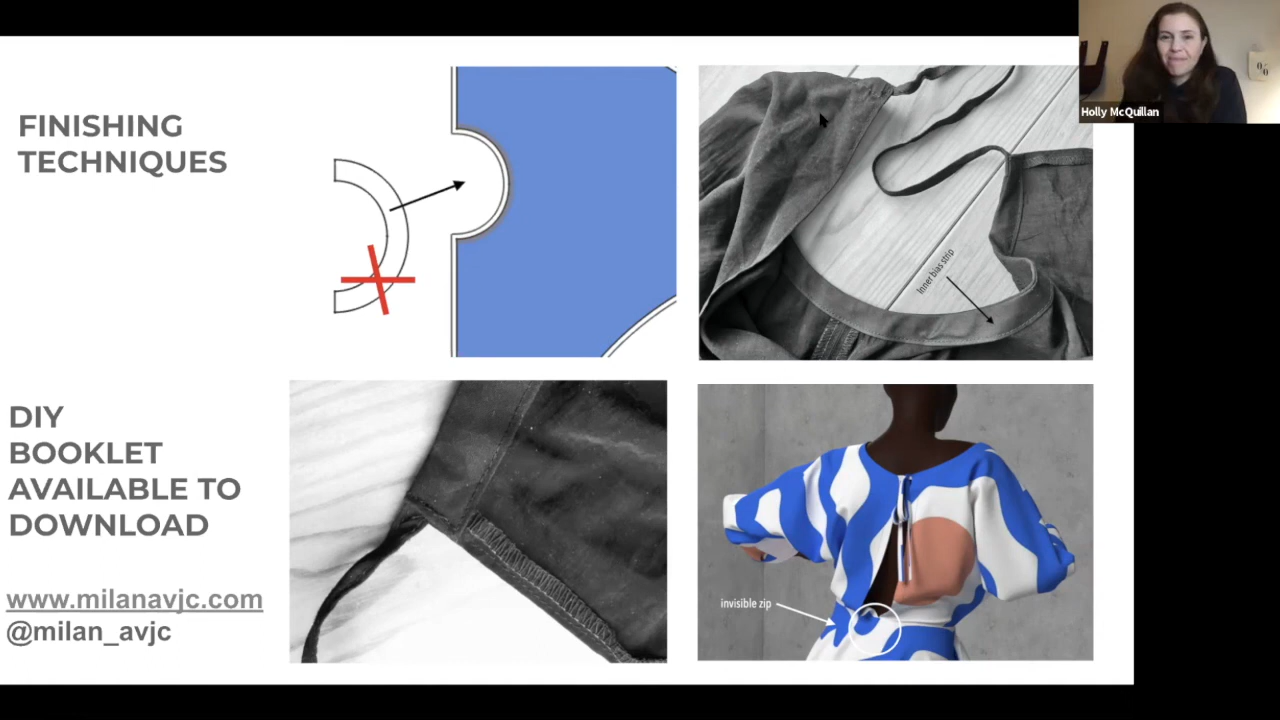 FINISHING
TECHNIQUES
DIY
BOOKLET
AVAILABLE TO
DOWNLOAD
www.milanavjc.com
@milan_avjc
Inner bias strip
invisible zip
Holly McQuillan